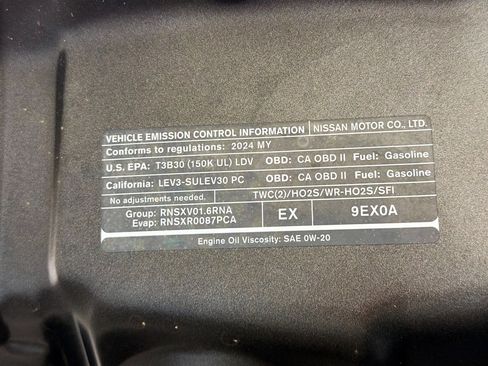 VEHICLE EMISSION CONTROL INFORMATION NISSAN MOTOR CO., LTD.
Conforms to regulations: 2024 MY
U.S. EPA: T3B30 (150K UL) LDV OBD: CA OBD II Fuel: Gasoline
California: LEV3-SULEV30 PC OBD: CA OBD II Fuel: Gasoline
No adjustments needed. TWC(2)/HO2S/WR-HO2S/SFI
Group: RNSXV01.6RNA EX 9EX0A
Evap: RNSXR0087PCA
Engine Oil Viscosity: SAE 0W-20